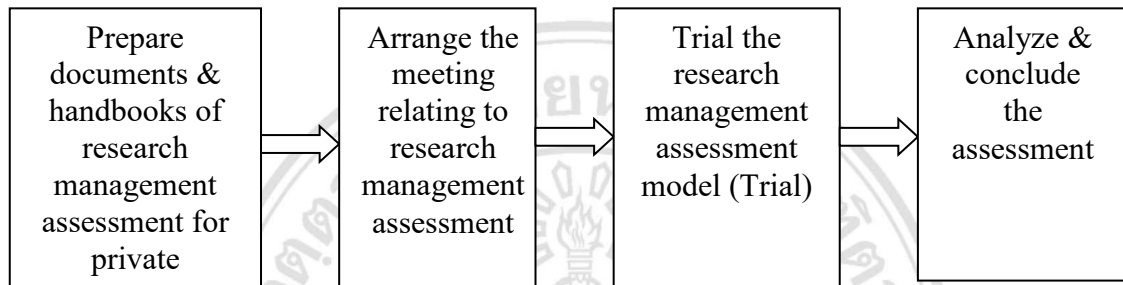 Prepare
documents &
handbooks of
research
management
assessment for
private
Arrange the
meeting
relating to
research
management
assessment
Trial the
research
management
assessment
model (Trial)
Analyze &
conclude
the
assessment